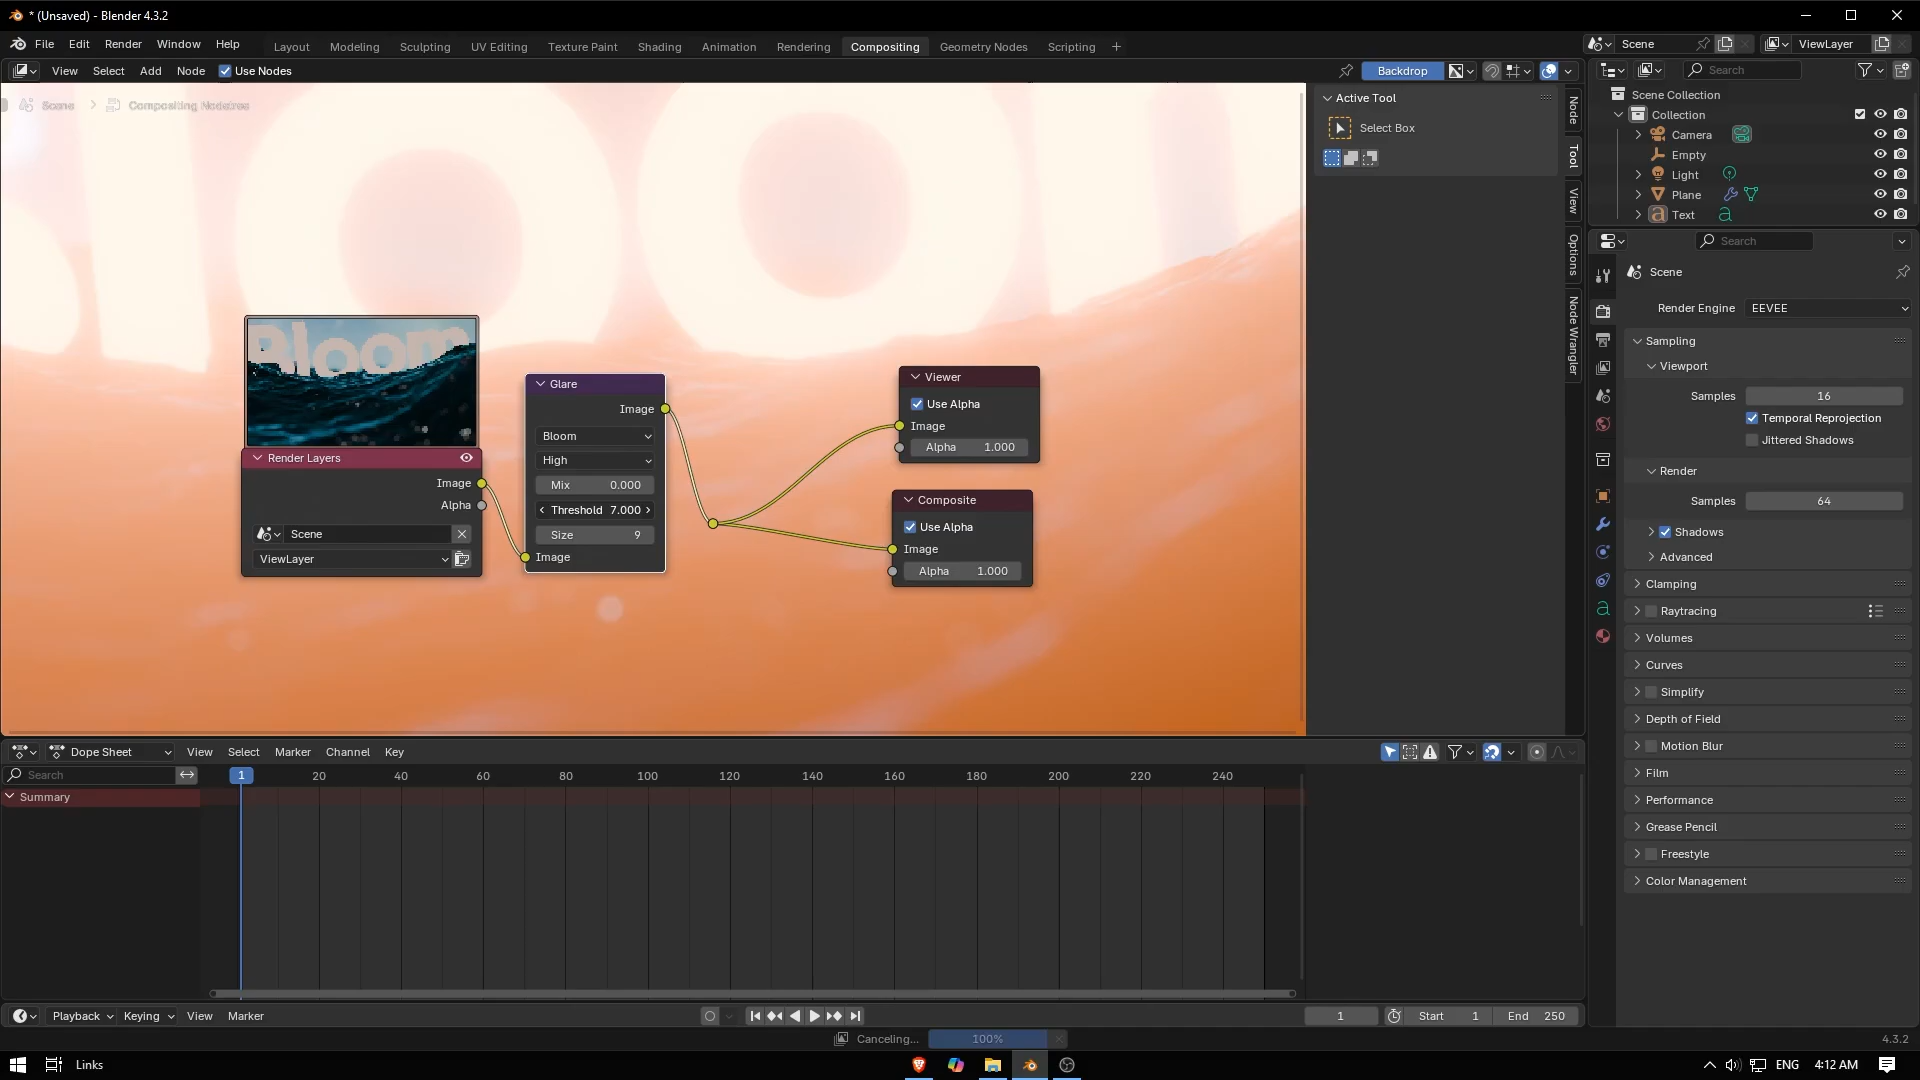 * (Unsaved) - Blender 4.3.2
File Edit Render Window Help Layout Modeling Sculpting UV Editing Texture Paint Shading Animation Rendering Compositing Geometry Nodes Scripting + Scene ViewLayer
View Select Add Node Use Nodes Backdrop Search
Scene > Compositing Nodetree
Active Tool
Select Box
Node
Tool
View
Options
Node Wrangler
Scene Collection
Collection
Camera
Empty
Light
Plane
Text
Search
Scene
Render Engine EEVEE
Sampling
Viewport
Samples 16
Temporal Reprojection
Jittered Shadows
Render
Samples 64
Shadows
Advanced
Clamping
Raytracing
Volumes
Curves
Simplify
Depth of Field
Motion Blur
Film
Performance
Grease Pencil
Freestyle
Color Management
Bloom
Render Layers
Image
Alpha
Scene
ViewLayer
Glare
Image
Bloom
High
Mix 0.000
Threshold 7.000
Size 9
Image
Viewer
Use Alpha
Image
Alpha 1.000
Composite
Use Alpha
Image
Alpha 1.000
Dope Sheet View Select Marker Channel Key
Search 1 20 40 60 80 100 120 140 160 180 200 220 240
Summary
Playback Keying View Marker 1 Start 1 End 250
Canceling... 100% 4.3.2
Links ENG 4:12 AM